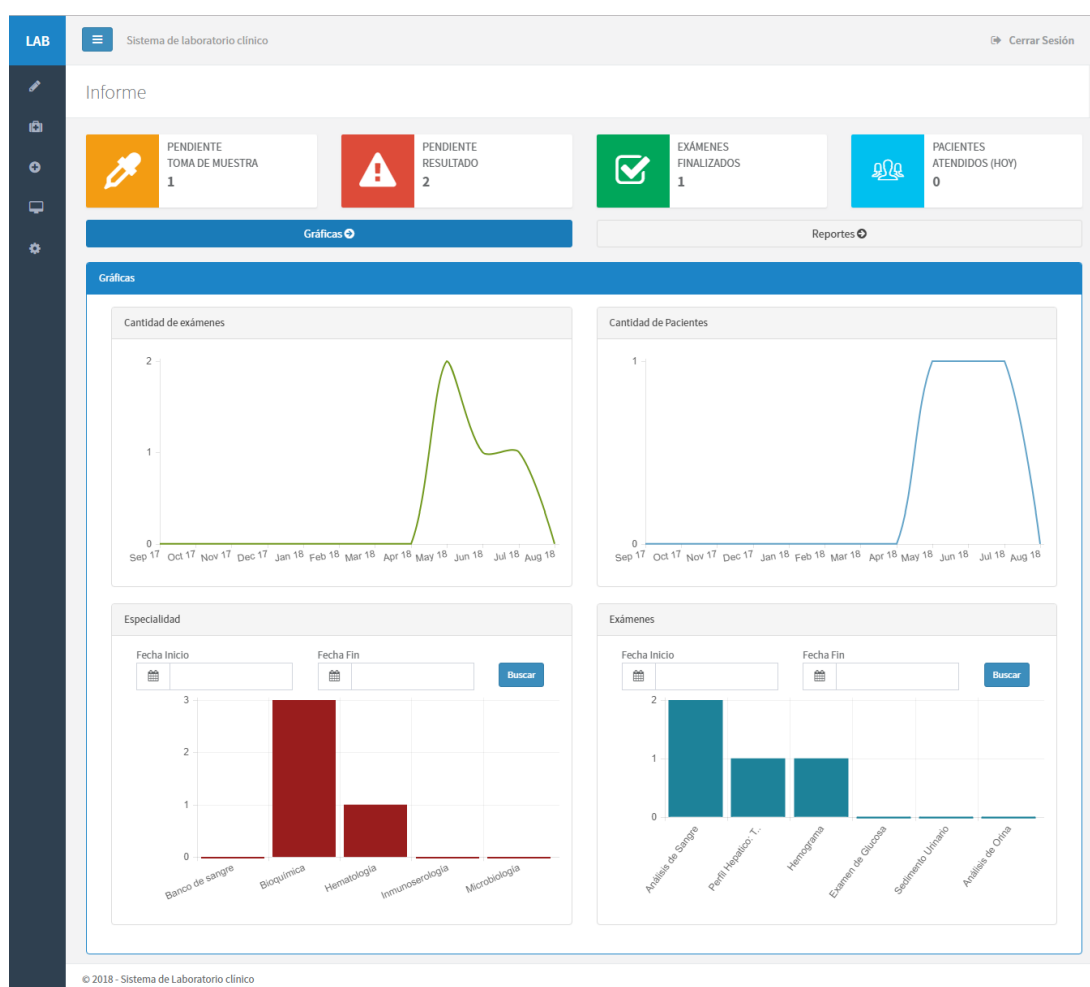 LAB
Sistema de laboratorio clínico
Cerrar Sesión
Informe
PENDIENTE
TOMA DE MUESTRA
1
PENDIENTE
RESULTADO
2
EXÁMENES
FINALIZADOS
1
PACIENTES
ATENDIDOS (HOY)
0
Gráficas
Reportes
Gráficas
Cantidad de exámenes
2
1
0
Sep 17 Oct 17 Nov 17 Dec 17 Jan 18 Feb 18 Mar 18 Apr 18 May 18 Jun 18 Jul 18 Aug 18
Cantidad de Pacientes
1
0
Sep 17 Oct 17 Nov 17 Dec 17 Jan 18 Feb 18 Mar 18 Apr 18 May 18 Jun 18 Jul 18 Aug 18
Especialidad
Fecha Inicio
Fecha Fin
Buscar
3
2
1
0
Banco de sangre
Bioquímica
Hematología
Inmunoserología
Microbiología
Exámenes
Fecha Inicio
Fecha Fin
Buscar
2
1
0
Análisis de Sangre
Perfil Hepatico: T..
Hemograma
Examen de Glucosa
Sedimento Urinario
Análisis de Orina
© 2018 - Sistema de Laboratorio clínico